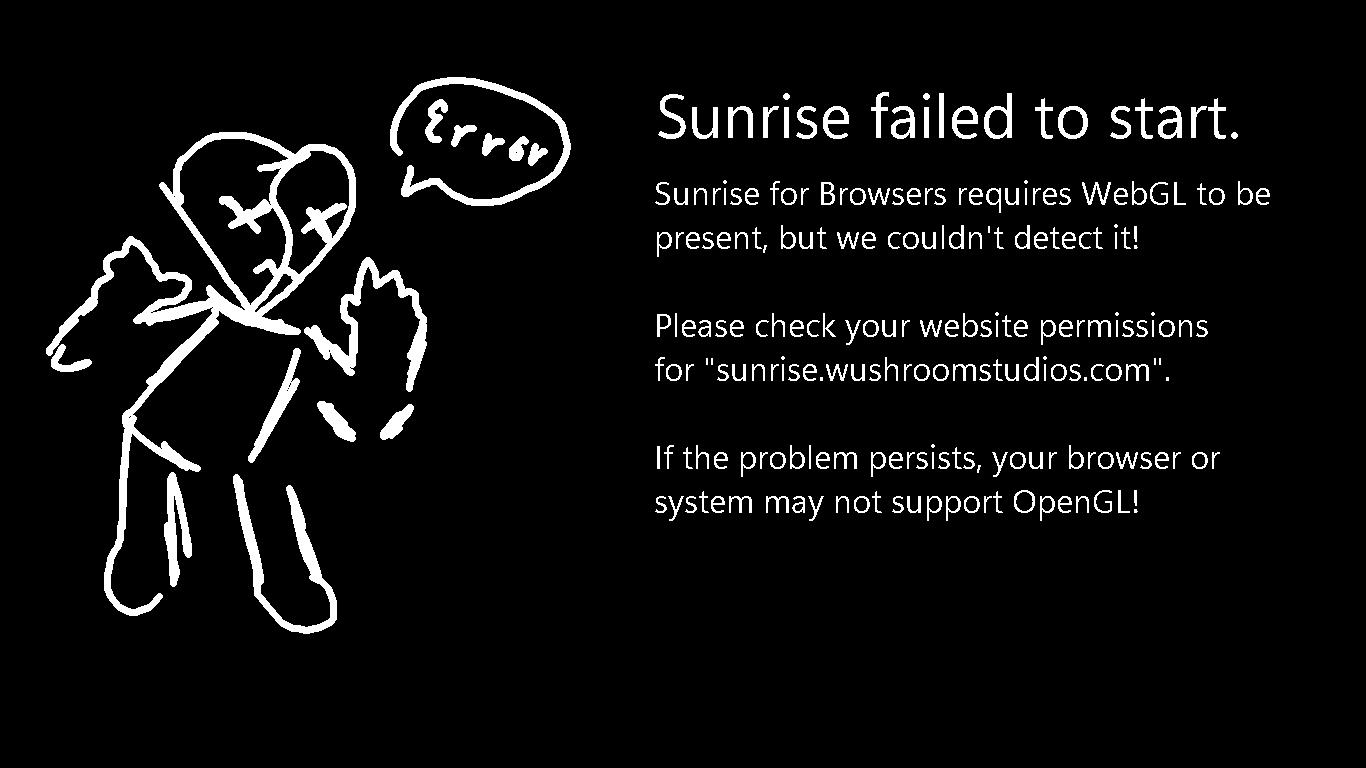 Error
Sunrise failed to start.
Sunrise for Browsers requires WebGL to be
present, but we couldn't detect it!
Please check your website permissions
for "sunrise.wushroomstudios.com".
If the problem persists, your browser or
system may not support OpenGL!